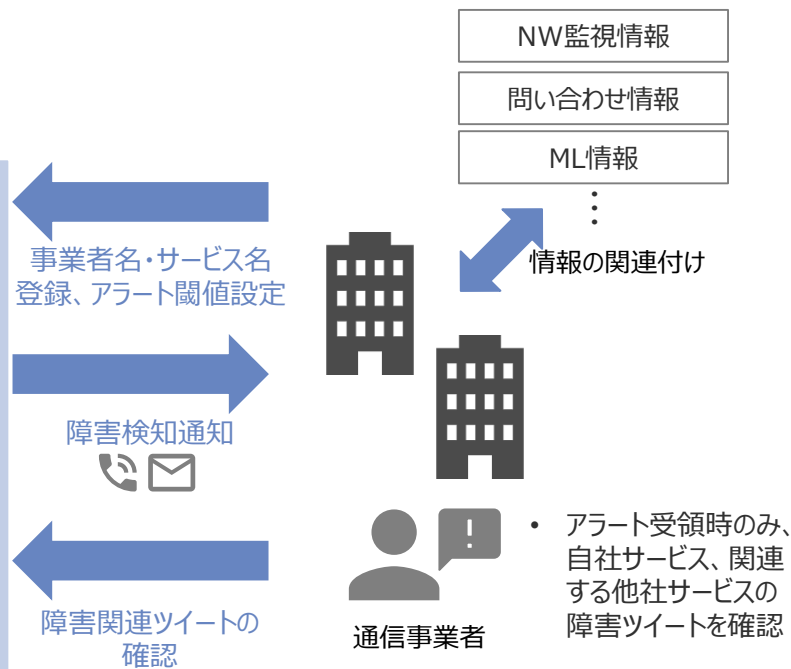 NW監視情報
問い合わせ情報
ML情報
・・・
情報の関連付け
事業者名・サービス名
登録、アラート閾値設定
障害検知通知
障害関連ツイートの
確認
!
通信事業者
• アラート受領時のみ、
自社サービス、関連
する他社サービスの
障害ツイートを確認